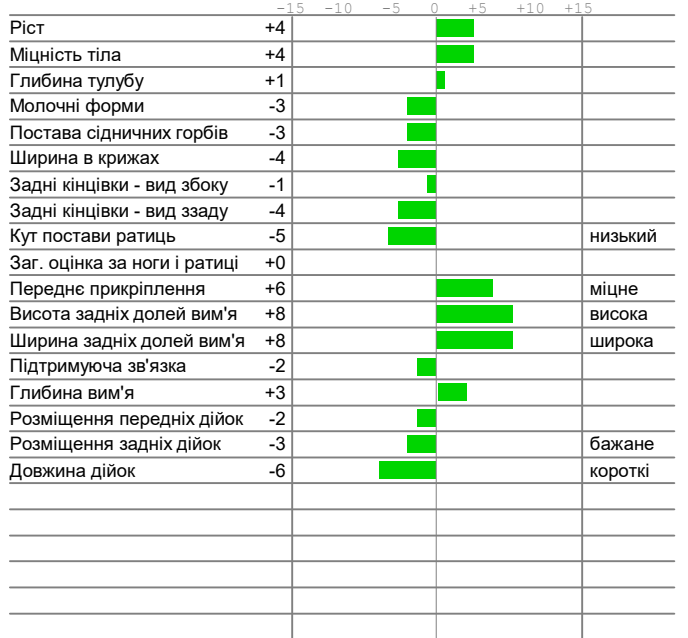 -15 -10 -5 0 +5 +10 +15
Ріст +4
Міцність тіла +4
Глибина тулубу +1
Молочні форми -3
Постава сідничних горбів -3
Ширина в крижах -4
Задні кінцівки - вид збоку -1
Задні кінцівки - вид ззаду -4
Кут постави ратиць -5 низький
Заг. оцінка за ноги і ратиці +0
Переднє прикріплення +6 міцне
Висота задніх долей вим'я +8 висока
Ширина задніх долей вим'я +8 широка
Підтримуюча зв'язка -2
Глибина вим'я +3
Розміщення передніх дійок -2
Розміщення задніх дійок -3 бажане
Довжина дійок -6 короткі